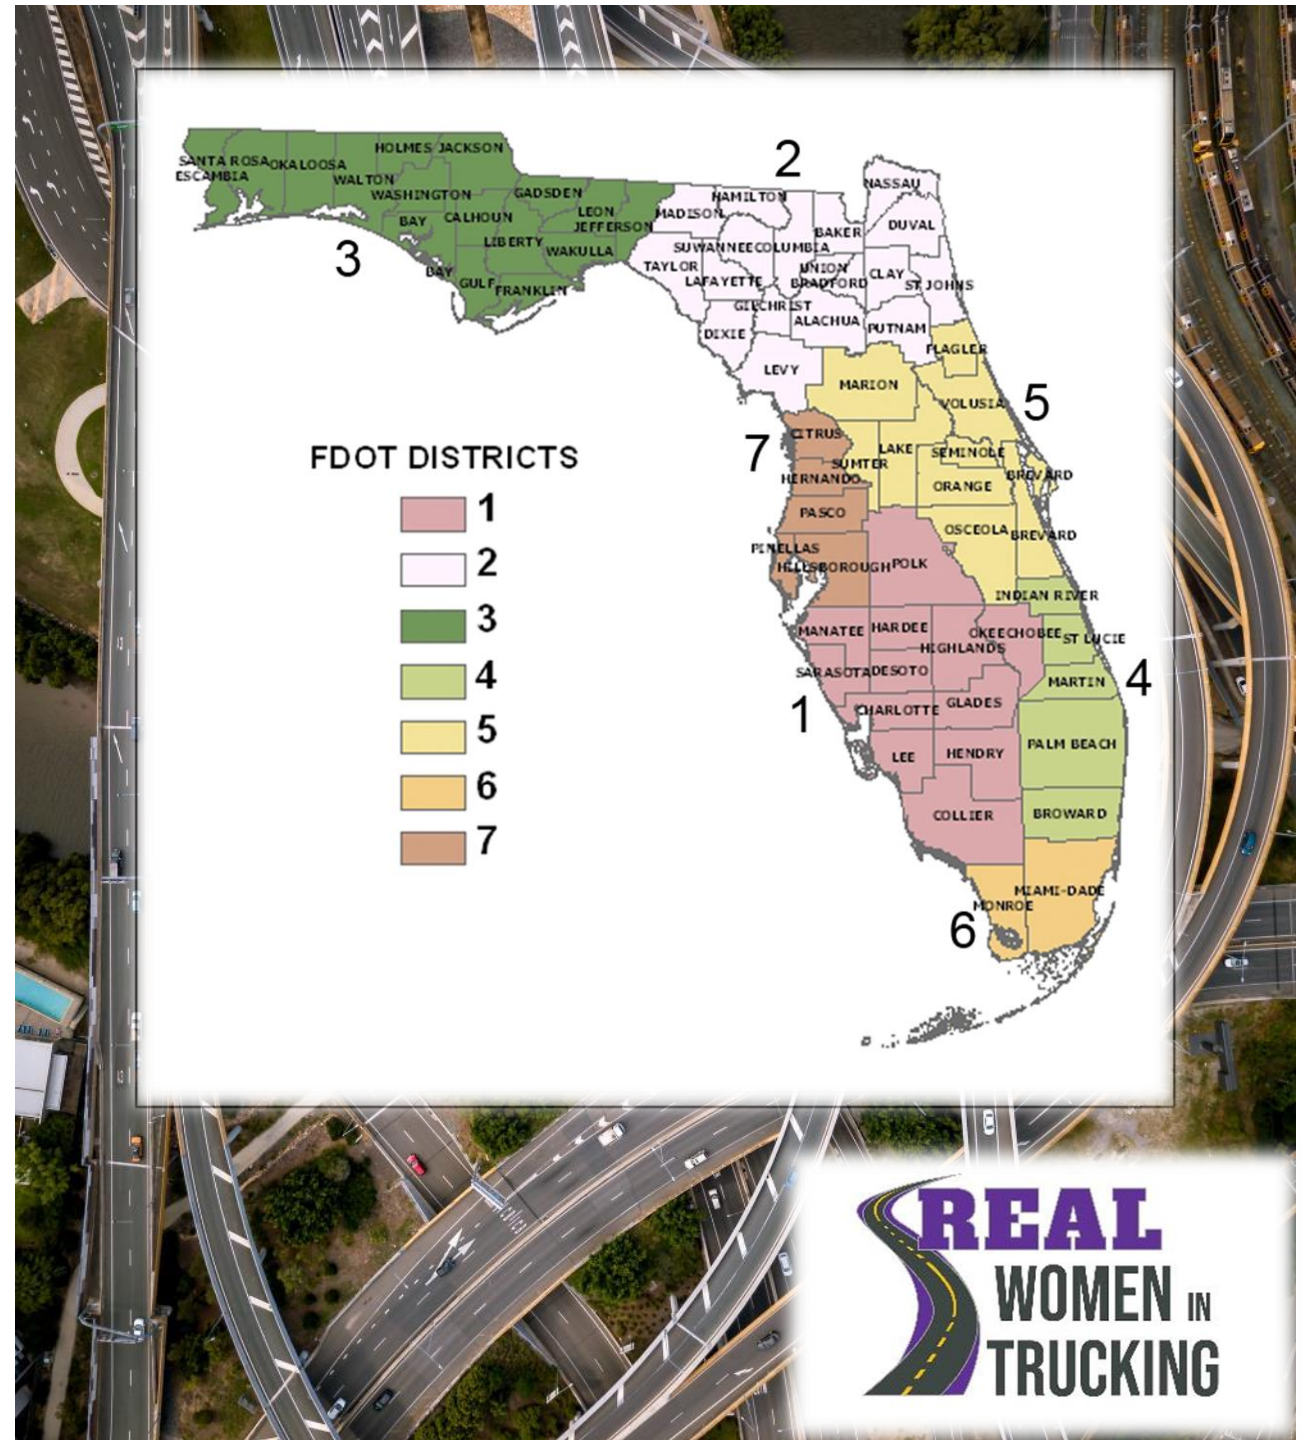 2
NASSAU
HOLMES JACKSON
SANTA ROSA OKALOOSA
ESCAMBIA
WALTON
WASHINGTON
GADSDEN
HAMILTON
MADISON
LEON
JEFFERSON
BAY
CALHOUN
DUVAL
BAKER
LIBERTY
WAKULLA
SUWANNEE COLUMBIA
3
BAY
GULF
FRANKLIN
TAYLOR
LAFAYETTE
UNION
BRADFORD
CLAY
ST JOHNS
GILCHRIST
ALACHUA
PUTNAM
DIXIE
FLAGLER
LEVY
MARION
VOLUSIA
5
CITRUS
7
LAKE
SEMINOLE
SUMTER
HERNANDO
BREVARD
ORANGE
PASCO
OSCEOLA
BREVARD
PINELLAS
HILLSBOROUGH
POLK
INDIAN RIVER
MANATEE
HARDEE
OKEECHOBEE
ST LUCIE
HIGHLANDS
SARASOTA
DESOTO
MARTIN
4
1
CHARLOTTE
GLADES
PALM BEACH
LEE
HENDRY
COLLIER
BROWARD
MIAMI-DADE
MONROE
6
FDOT DISTRICTS
1
2
3
4
5
6
7
REAL
WOMEN IN
TRUCKING